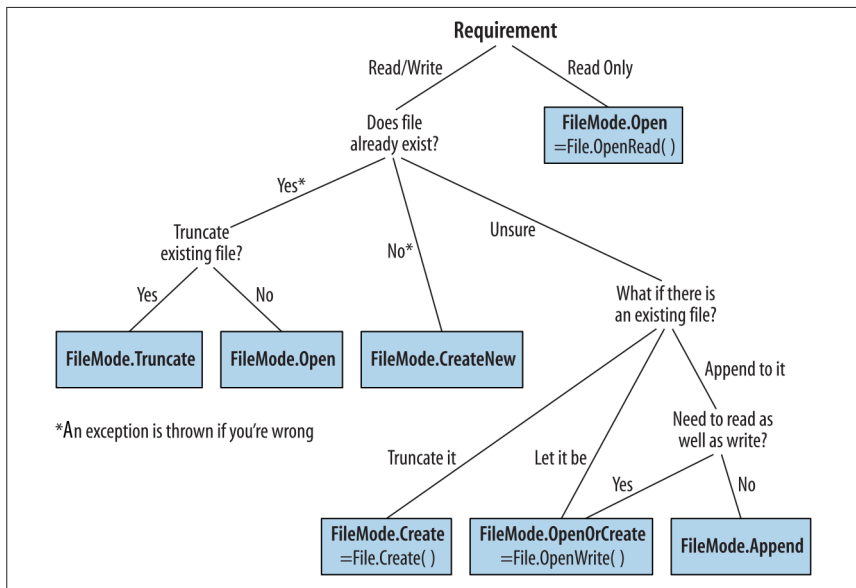 Requirement
Read/Write
Read Only
Does file
already exist?
FileMode.Open
=File.OpenRead( )
Yes*
No*
Unsure
Truncate
existing file?
Yes
No
What if there is
an existing file?
FileMode.Truncate
FileMode.Open
FileMode.CreateNew
Append to it
*An exception is thrown if you're wrong
Need to read as
well as write?
Truncate it
Let it be
Yes
No
FileMode.Create
=File.Create( )
FileMode.OpenOrCreate
=File.OpenWrite( )
FileMode.Append